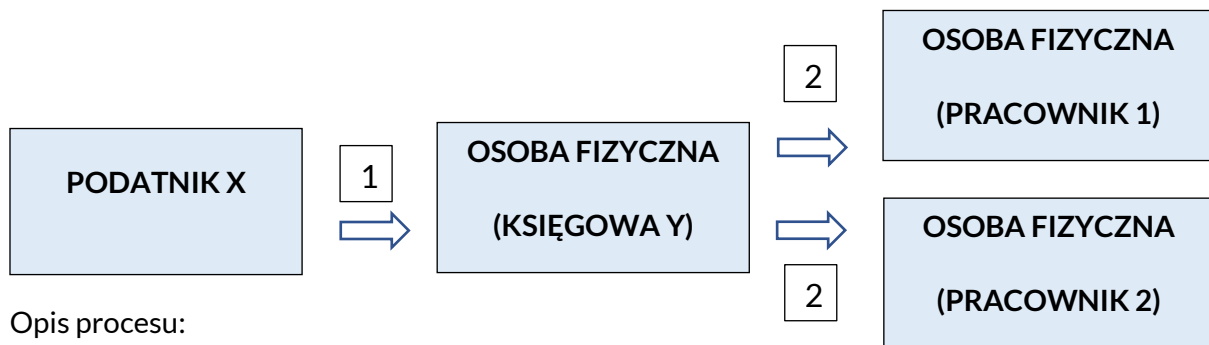 PODATNIK X
1
OSOBA FIZYCZNA
(KSIĘGOWA Y)
2
OSOBA FIZYCZNA
(PRACOWNIK 1)
2
OSOBA FIZYCZNA
(PRACOWNIK 2)
Opis procesu: